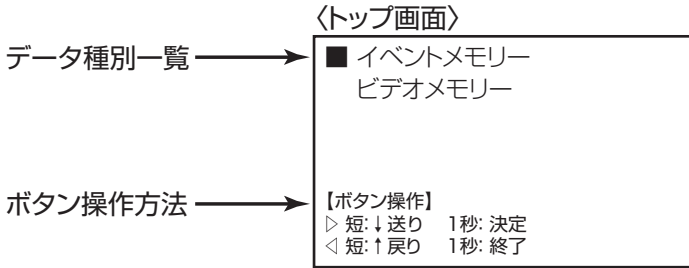 〈トップ画面〉
データ種別一覧
■ イベントメモリー
ビデオメモリー
ボタン操作方法
【ボタン操作】
▷ 短:↓送り 1秒: 決定
◁ 短:↑戻り 1秒: 終了